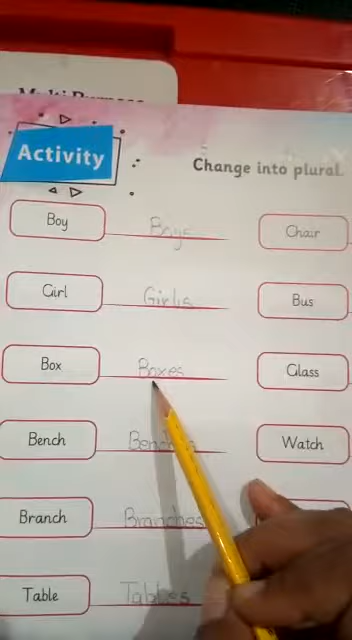 Activity
Change into plural.
Boy Boys Chair
Girl Girls Bus
Box Boxes Glass
Bench Watch
Branch Branches
Table Tables